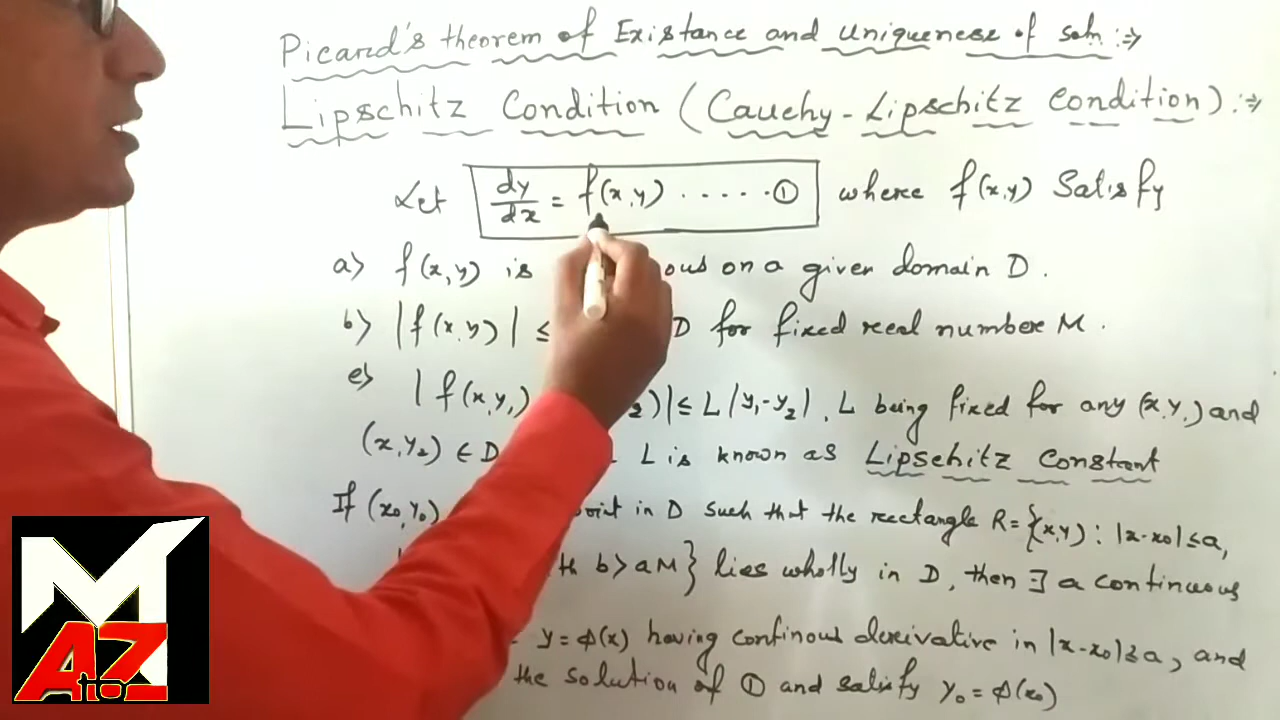 Picard's theorem of Existance and uniqueness of soln :⇒
Lipschitz Condition (Cauchy-Lipschitz condition) :⇒
Let dy/dx = f(x,y) ······① where f(x,y) Satisfy
a) f(x,y) is ous on a given domain D.
b) |f(x,y)| ≤ D for fixed real number M.
c) |f(x,y₁) ₂)| ≤ L|y₁-y₂|, L being fixed for any (x,y₁) and
(x,y₂) ∈ D L is known as Lipschitz Constant
If (x₀,y₀) point in D such that the rectangle R = {(x,y) : |x-x₀| ≤ a,
th b > aM} lies wholly in D, then ∃ a continuous
y = φ(x) having continous derivative in |x-x₀| ≤ a, and
the solution of ① and satisfy y₀ = φ(x₀)
M
A to Z